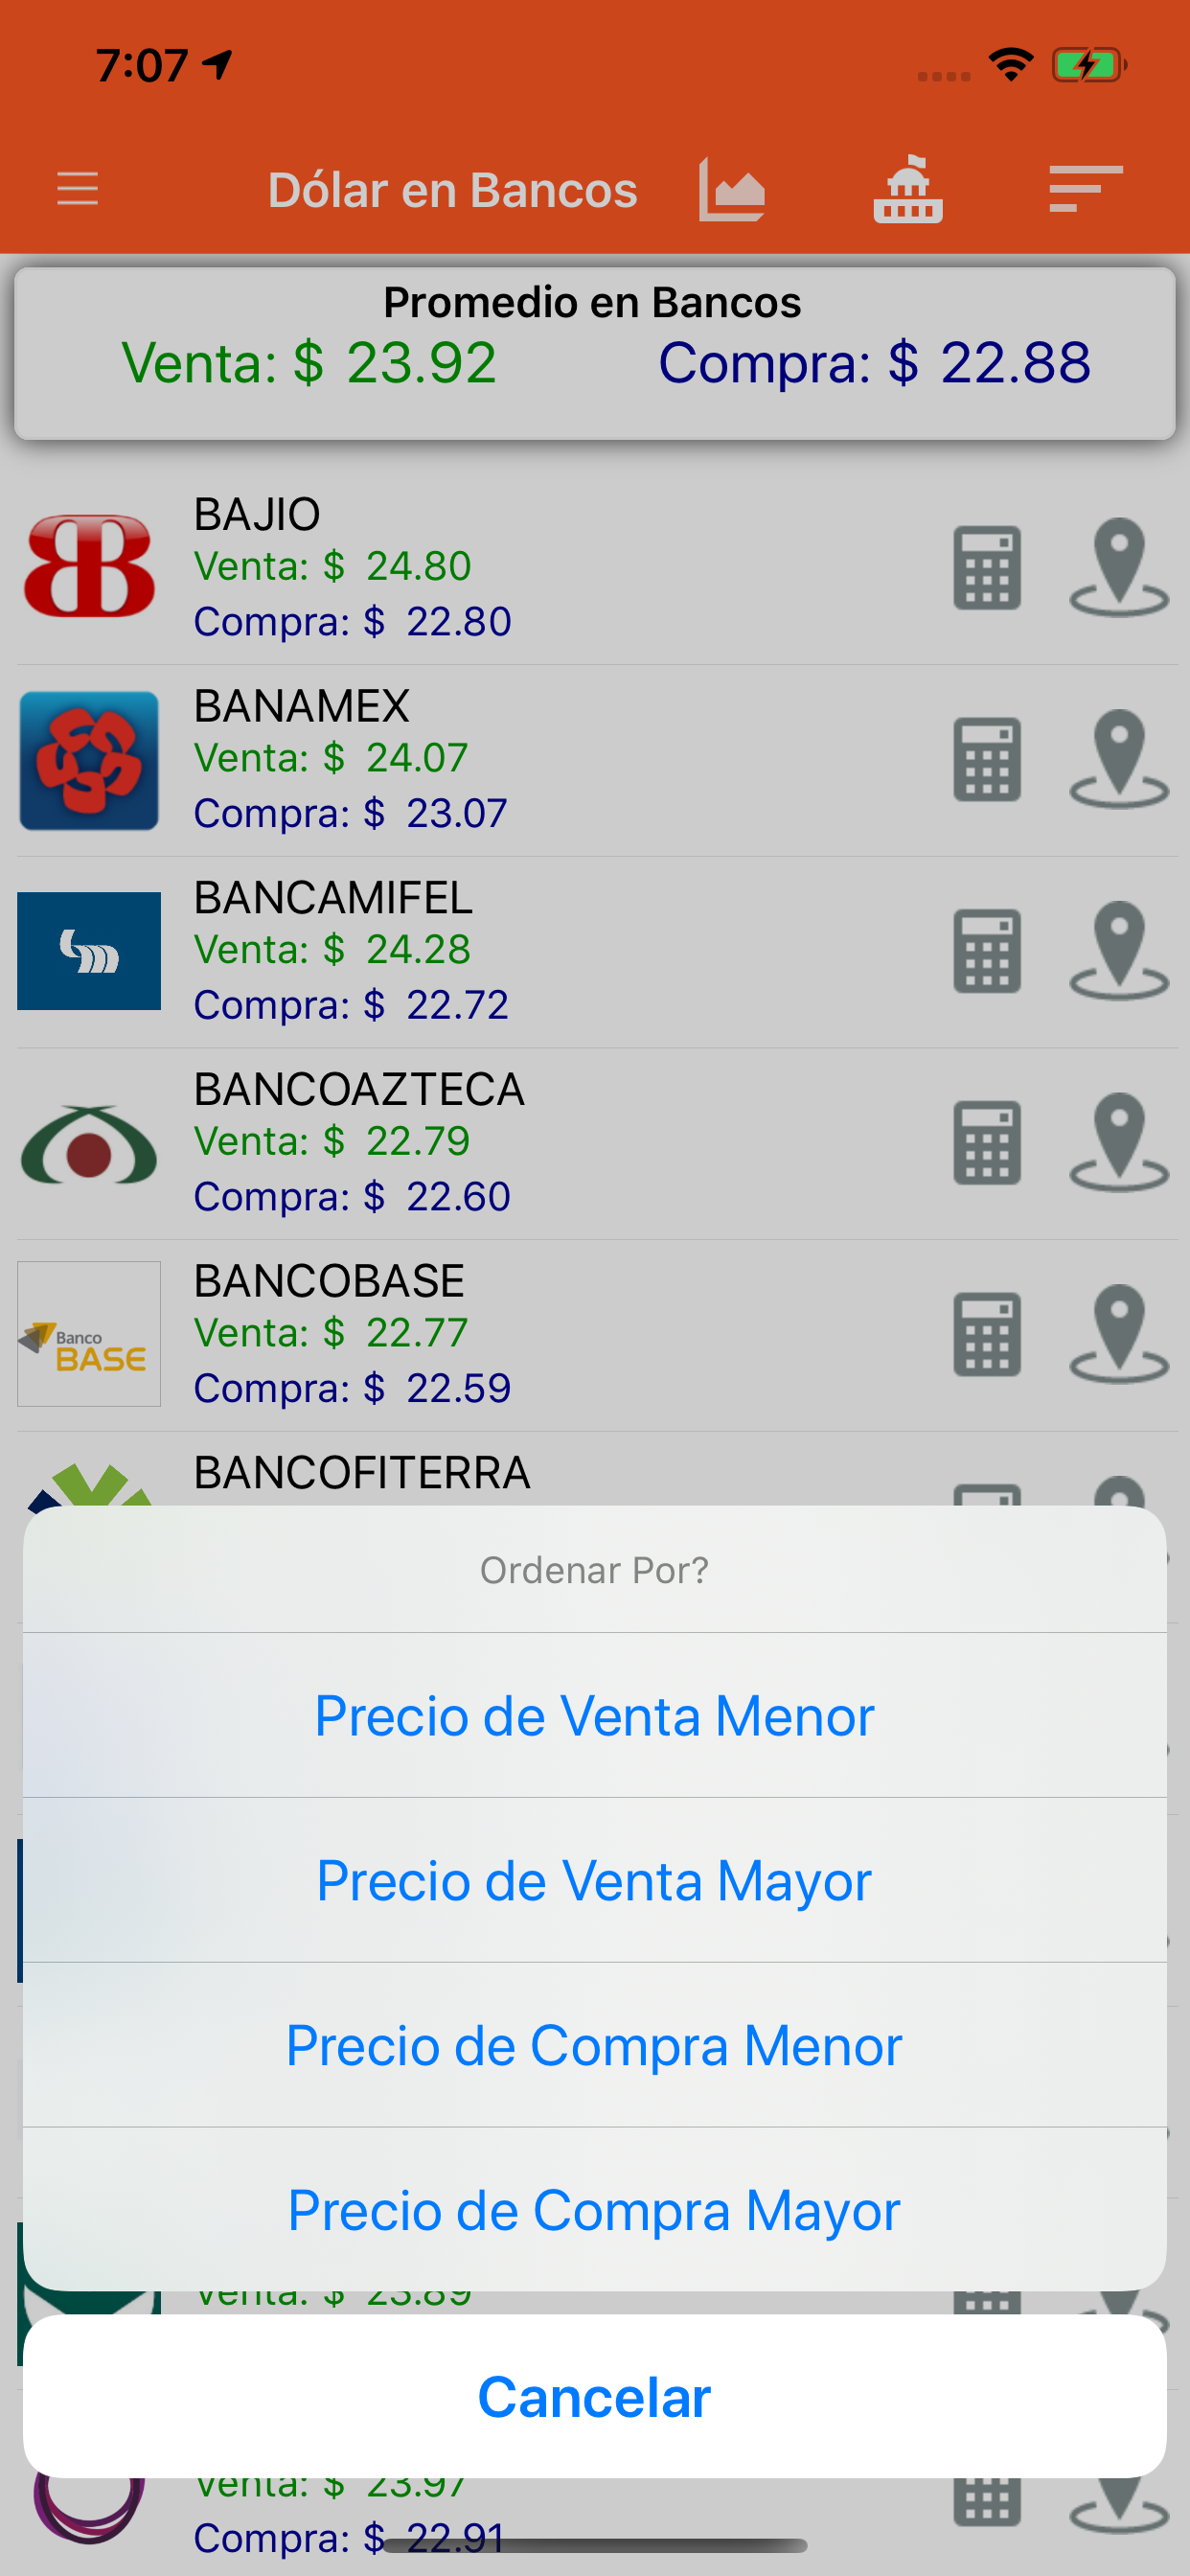 7:07
Dólar en Bancos
Promedio en Bancos
Venta: $ 23.92 Compra: $ 22.88
BAJIO
Venta: $ 24.80
Compra: $ 22.80
BANAMEX
Venta: $ 24.07
Compra: $ 23.07
BANCAMIFEL
Venta: $ 24.28
Compra: $ 22.72
BANCOAZTECA
Venta: $ 22.79
Compra: $ 22.60
Banco
BASE
BANCOBASE
Venta: $ 22.77
Compra: $ 22.59
BANCOFITERRA
Ordenar Por?
Precio de Venta Menor
Precio de Venta Mayor
Precio de Compra Menor
Precio de Compra Mayor
Venta: $ 23.89
Cancelar
Venta: $ 23.97
Compra: $ 22.91